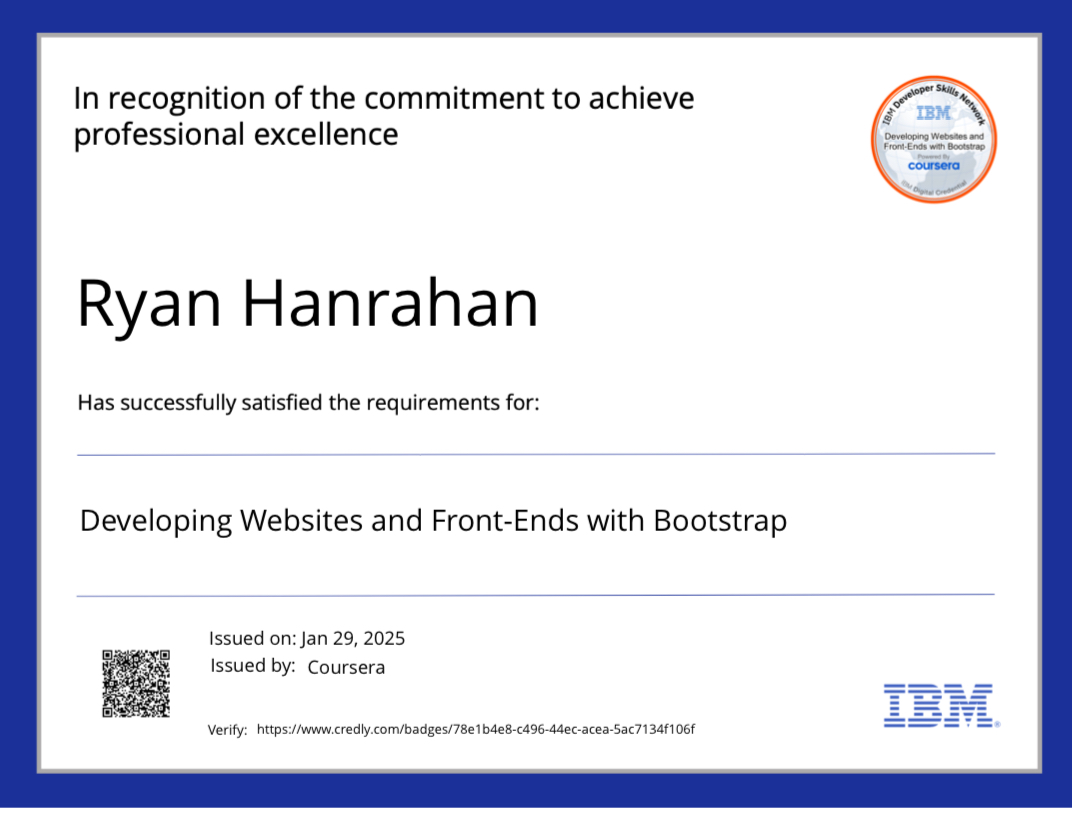 In recognition of the commitment to achieve
professional excellence
IBM Developer Skills Network
IBM
Developing Websites and
Front-Ends with Bootstrap
Powered By
coursera
IBM Digital Credential
Ryan Hanrahan
Has successfully satisfied the requirements for:
Developing Websites and Front-Ends with Bootstrap
Issued on: Jan 29, 2025
Issued by: Coursera
Verify: https://www.credly.com/badges/78e1b4e8-c496-44ec-acea-5ac7134f106f
IBM®